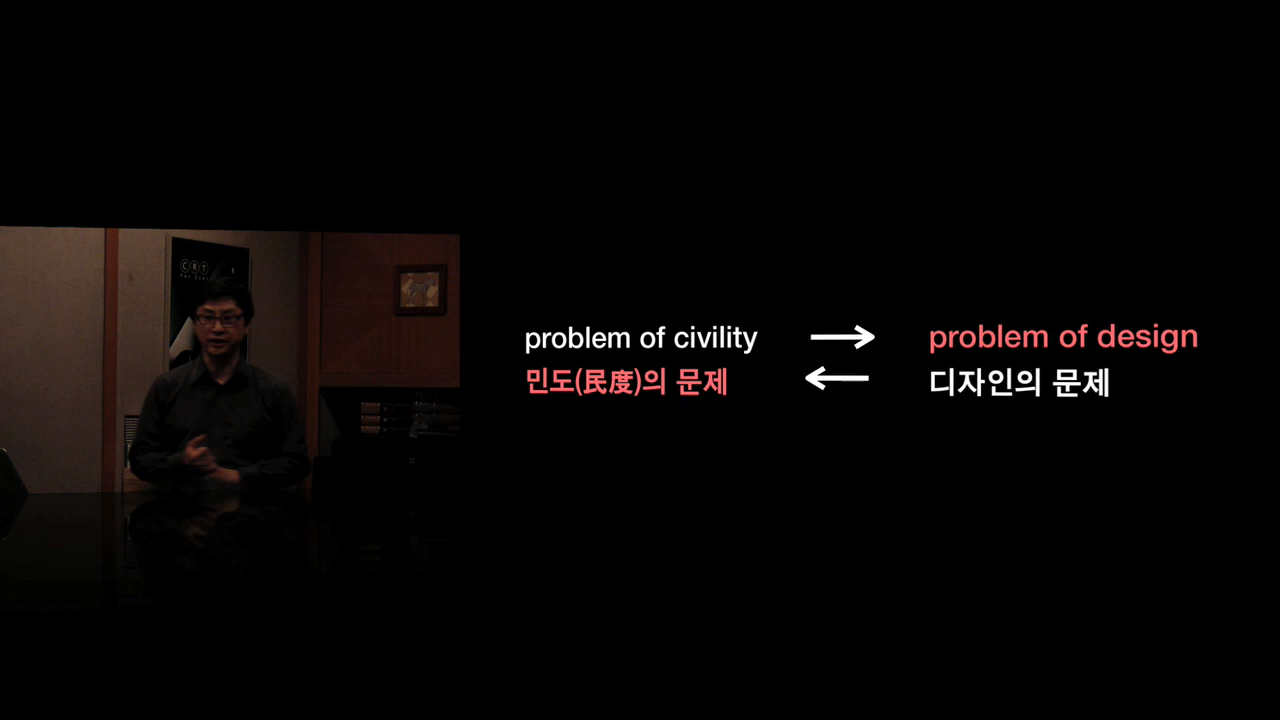 CRT
problem of civility → problem of design
민도(民度)의 문제 ← 디자인의 문제